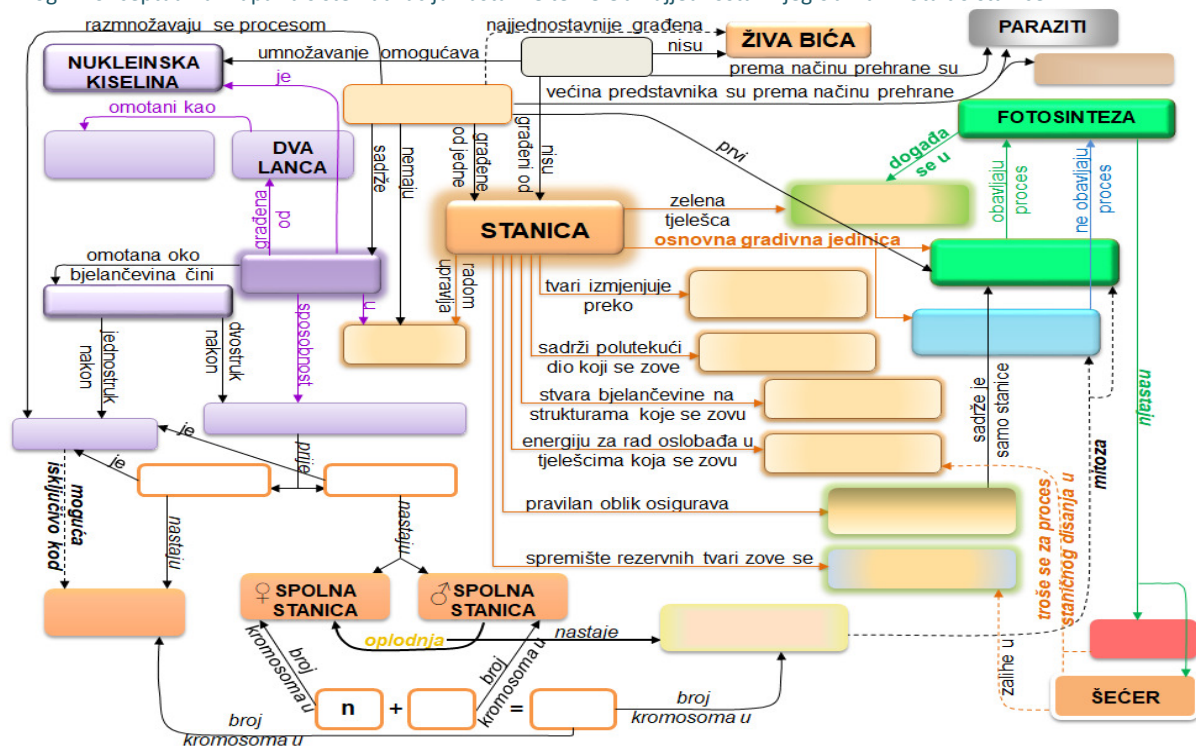 razmnožavaju se procesom
najjednostavnije građena
ŽIVA BIĆA
PARAZITI
umnožavanje omogućava
nisu
NUKLEINSKA
KISELINA
je
prema načinu prehrane su
većina predstavnika su prema načinu prehrane
omotani kao
DVA
LANCA
sadrže
nemaju
građene
od jedne
građeni od
nisu
prvi
FOTOSINTEZA
događa
se u
obavljaju
proces
ne obavljaju
proces
građena
od
STANICA
zelena
tjelešca
osnovna gradivna jedinica
omotana oko
bjelančevina čini
radom
upravlja
u
sposobnost
tvari izmjenjuje
preko
jednostruk
nakon
dvostruk
nakon
sadrži polutekući
dio koji se zove
stvara bjelančevine na
strukturama koje se zovu
energiju za rad oslobađa u
tjelešcima koja se zovu
sadrže je
samo stanice
mitoza
nastaju
je
je
prije
moguća
isključivo kod
nastaju
nastaju
pravilan oblik osigurava
spremište rezervnih tvari zove se
troše se za proces
staničnog disanja u
♀ SPOLNA
STANICA
♂ SPOLNA
STANICA
oplodnja
nastaje
zalihe u
broj
kromosoma u
broj
kromosoma u
n + =
broj
kromosoma u
broj
kromosoma u
ŠEĆER